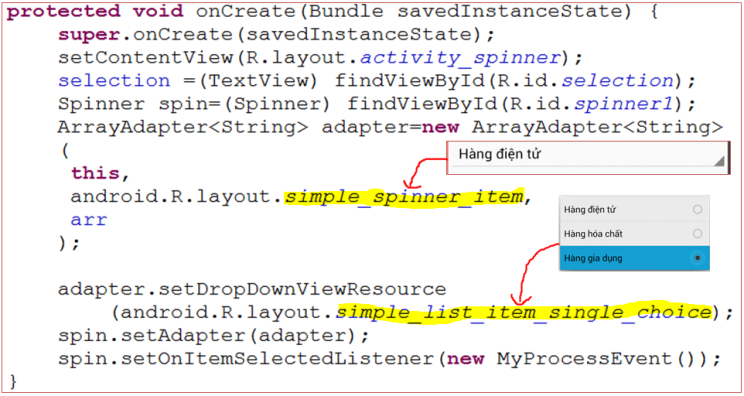 protected void onCreate(Bundle savedInstanceState) {
super.onCreate(savedInstanceState);
setContentView(R.layout.activity_spinner);
selection =(TextView) findViewById(R.id.selection);
Spinner spin=(Spinner) findViewById(R.id.spinner1);
ArrayAdapter<String> adapter=new ArrayAdapter<String>
(
Hàng điện tử
this,
android.R.layout.simple_spinner_item,
arr
);
Hàng điện tử
Hàng hóa chất
Hàng gia dụng
adapter.setDropDownViewResource
(android.R.layout.simple_list_item_single_choice);
spin.setAdapter(adapter);
spin.setOnItemSelectedListener(new MyProcessEvent());
}